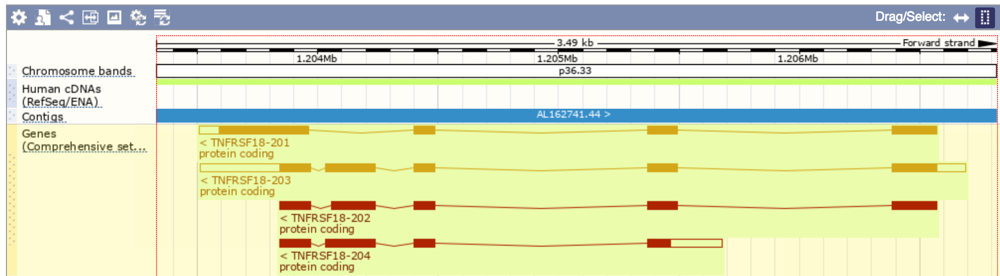 Drag/Select:
3.49 kb
Forward strand
1.204Mb 1.205Mb 1.206Mb
Chromosome bands
p36.33
Human cDNAs
(RefSeq/ENA)
Contigs
AL162741.44 >
Genes
(Comprehensive set...
< TNFRSF18-201
protein coding
< TNFRSF18-203
protein coding
< TNFRSF18-202
protein coding
< TNFRSF18-204
protein coding